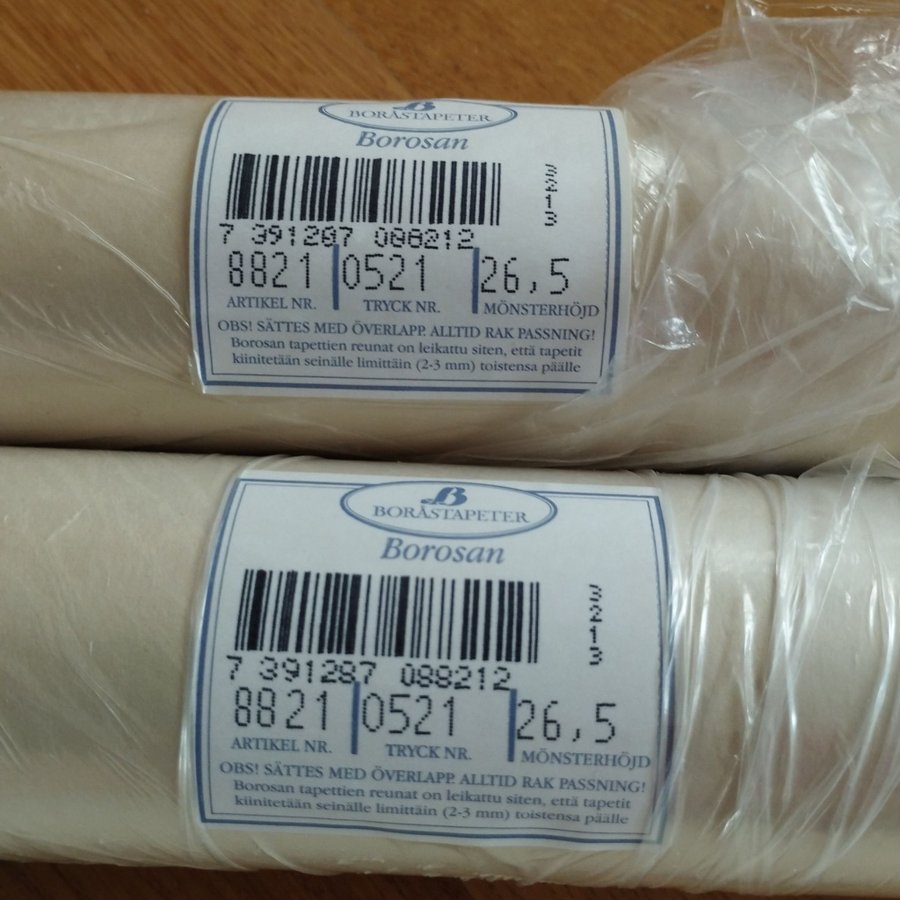 B
BORÅSTAPETER
Borosan
3213
7 391287 088212
8821 0521 26,5
ARTIKEL NR. TRYCK NR. MÖNSTERHÖJD
OBS! SÄTTES MED ÖVERLAPP. ALLTID RAK PASSNING!
Borosan tapettien reunat on leikattu siten, että tapetit
kiinitetään seinälle limittäin (2-3 mm) toistensa päälle
B
BORÅSTAPETER
Borosan
3213
7 391287 088212
8821 0521 26,5
ARTIKEL NR. TRYCK NR. MÖNSTERHÖJD
OBS! SÄTTES MED ÖVERLAPP. ALLTID RAK PASSNING!
Borosan tapettien reunat on leikattu siten, että tapetit
kiinitetään seinälle limittäin (2-3 mm) toistensa päälle